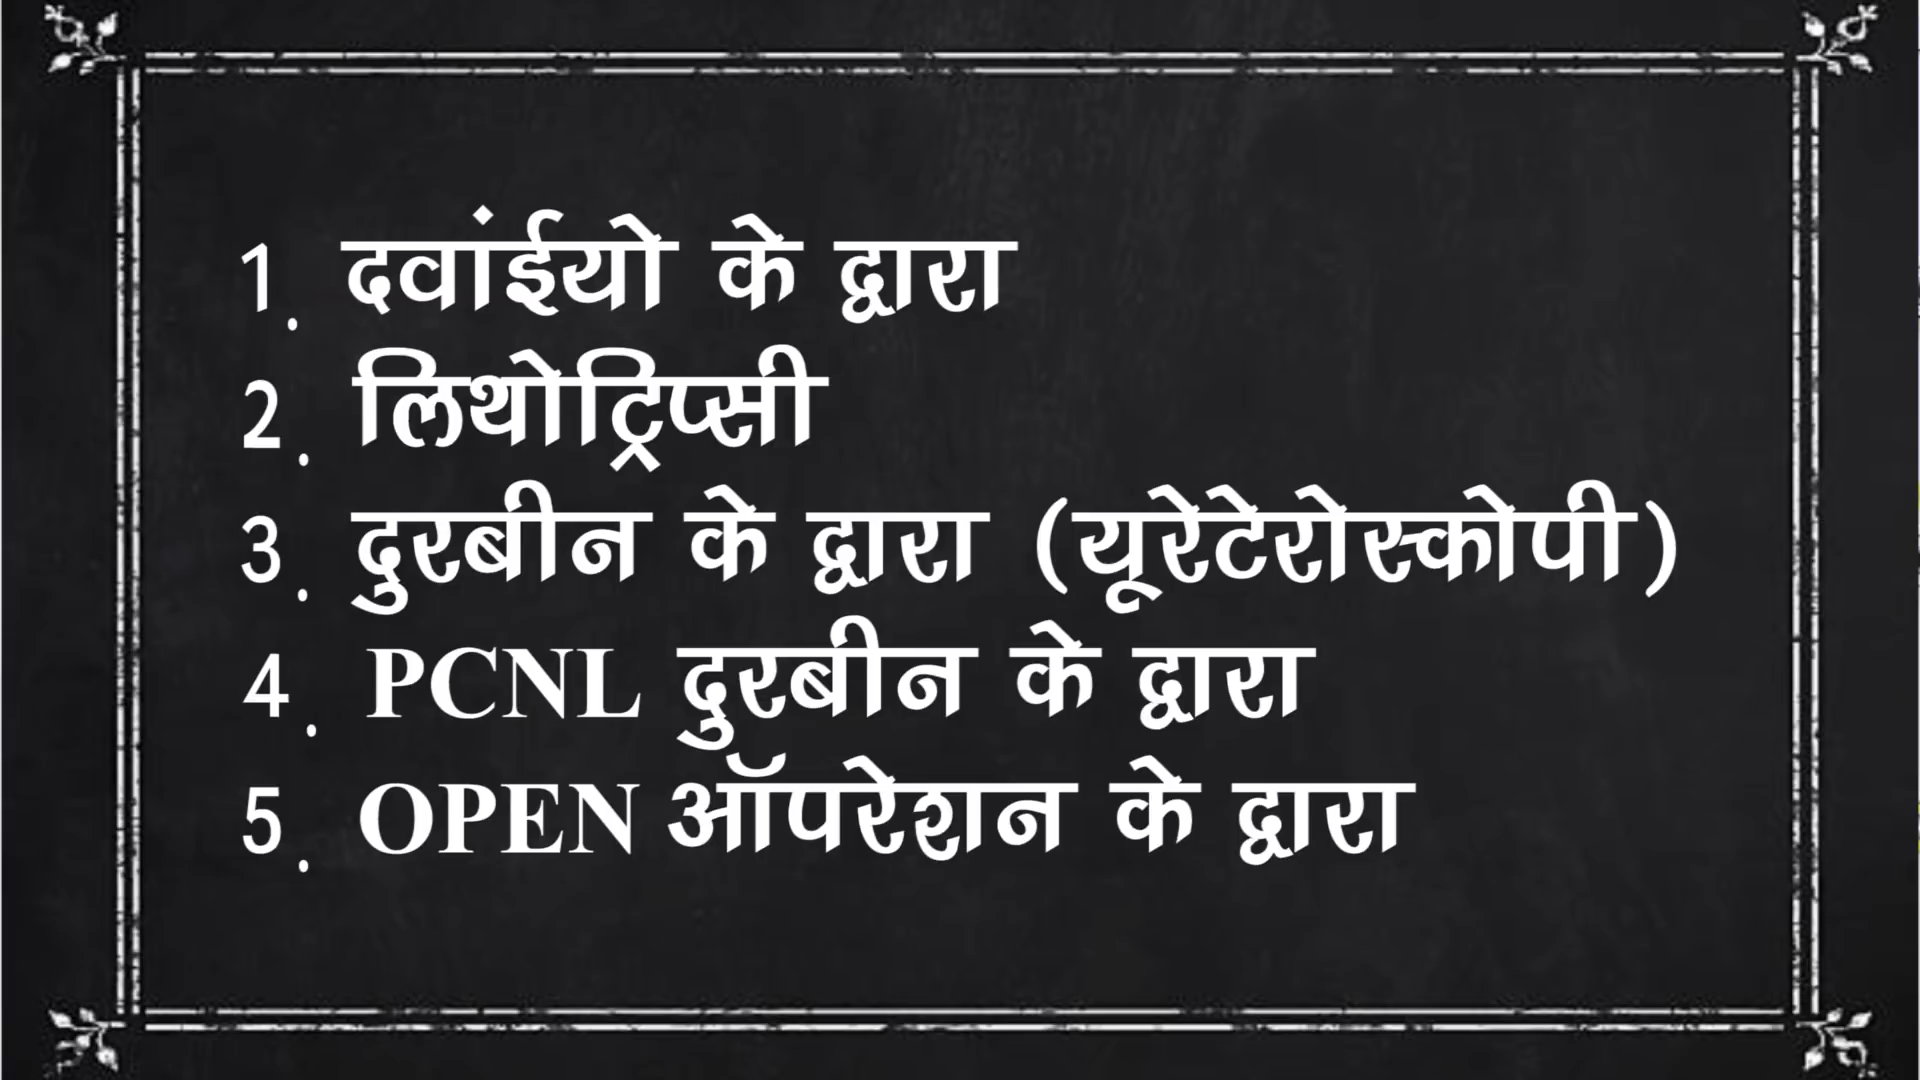 1. दवांईयो के द्वारा
2. लिथोट्रिप्सी
3. दुरबीन के द्वारा (यूरेटेरोस्कोपी)
4. PCNL दुरबीन के द्वारा
5. OPEN ऑपरेशन के द्वारा